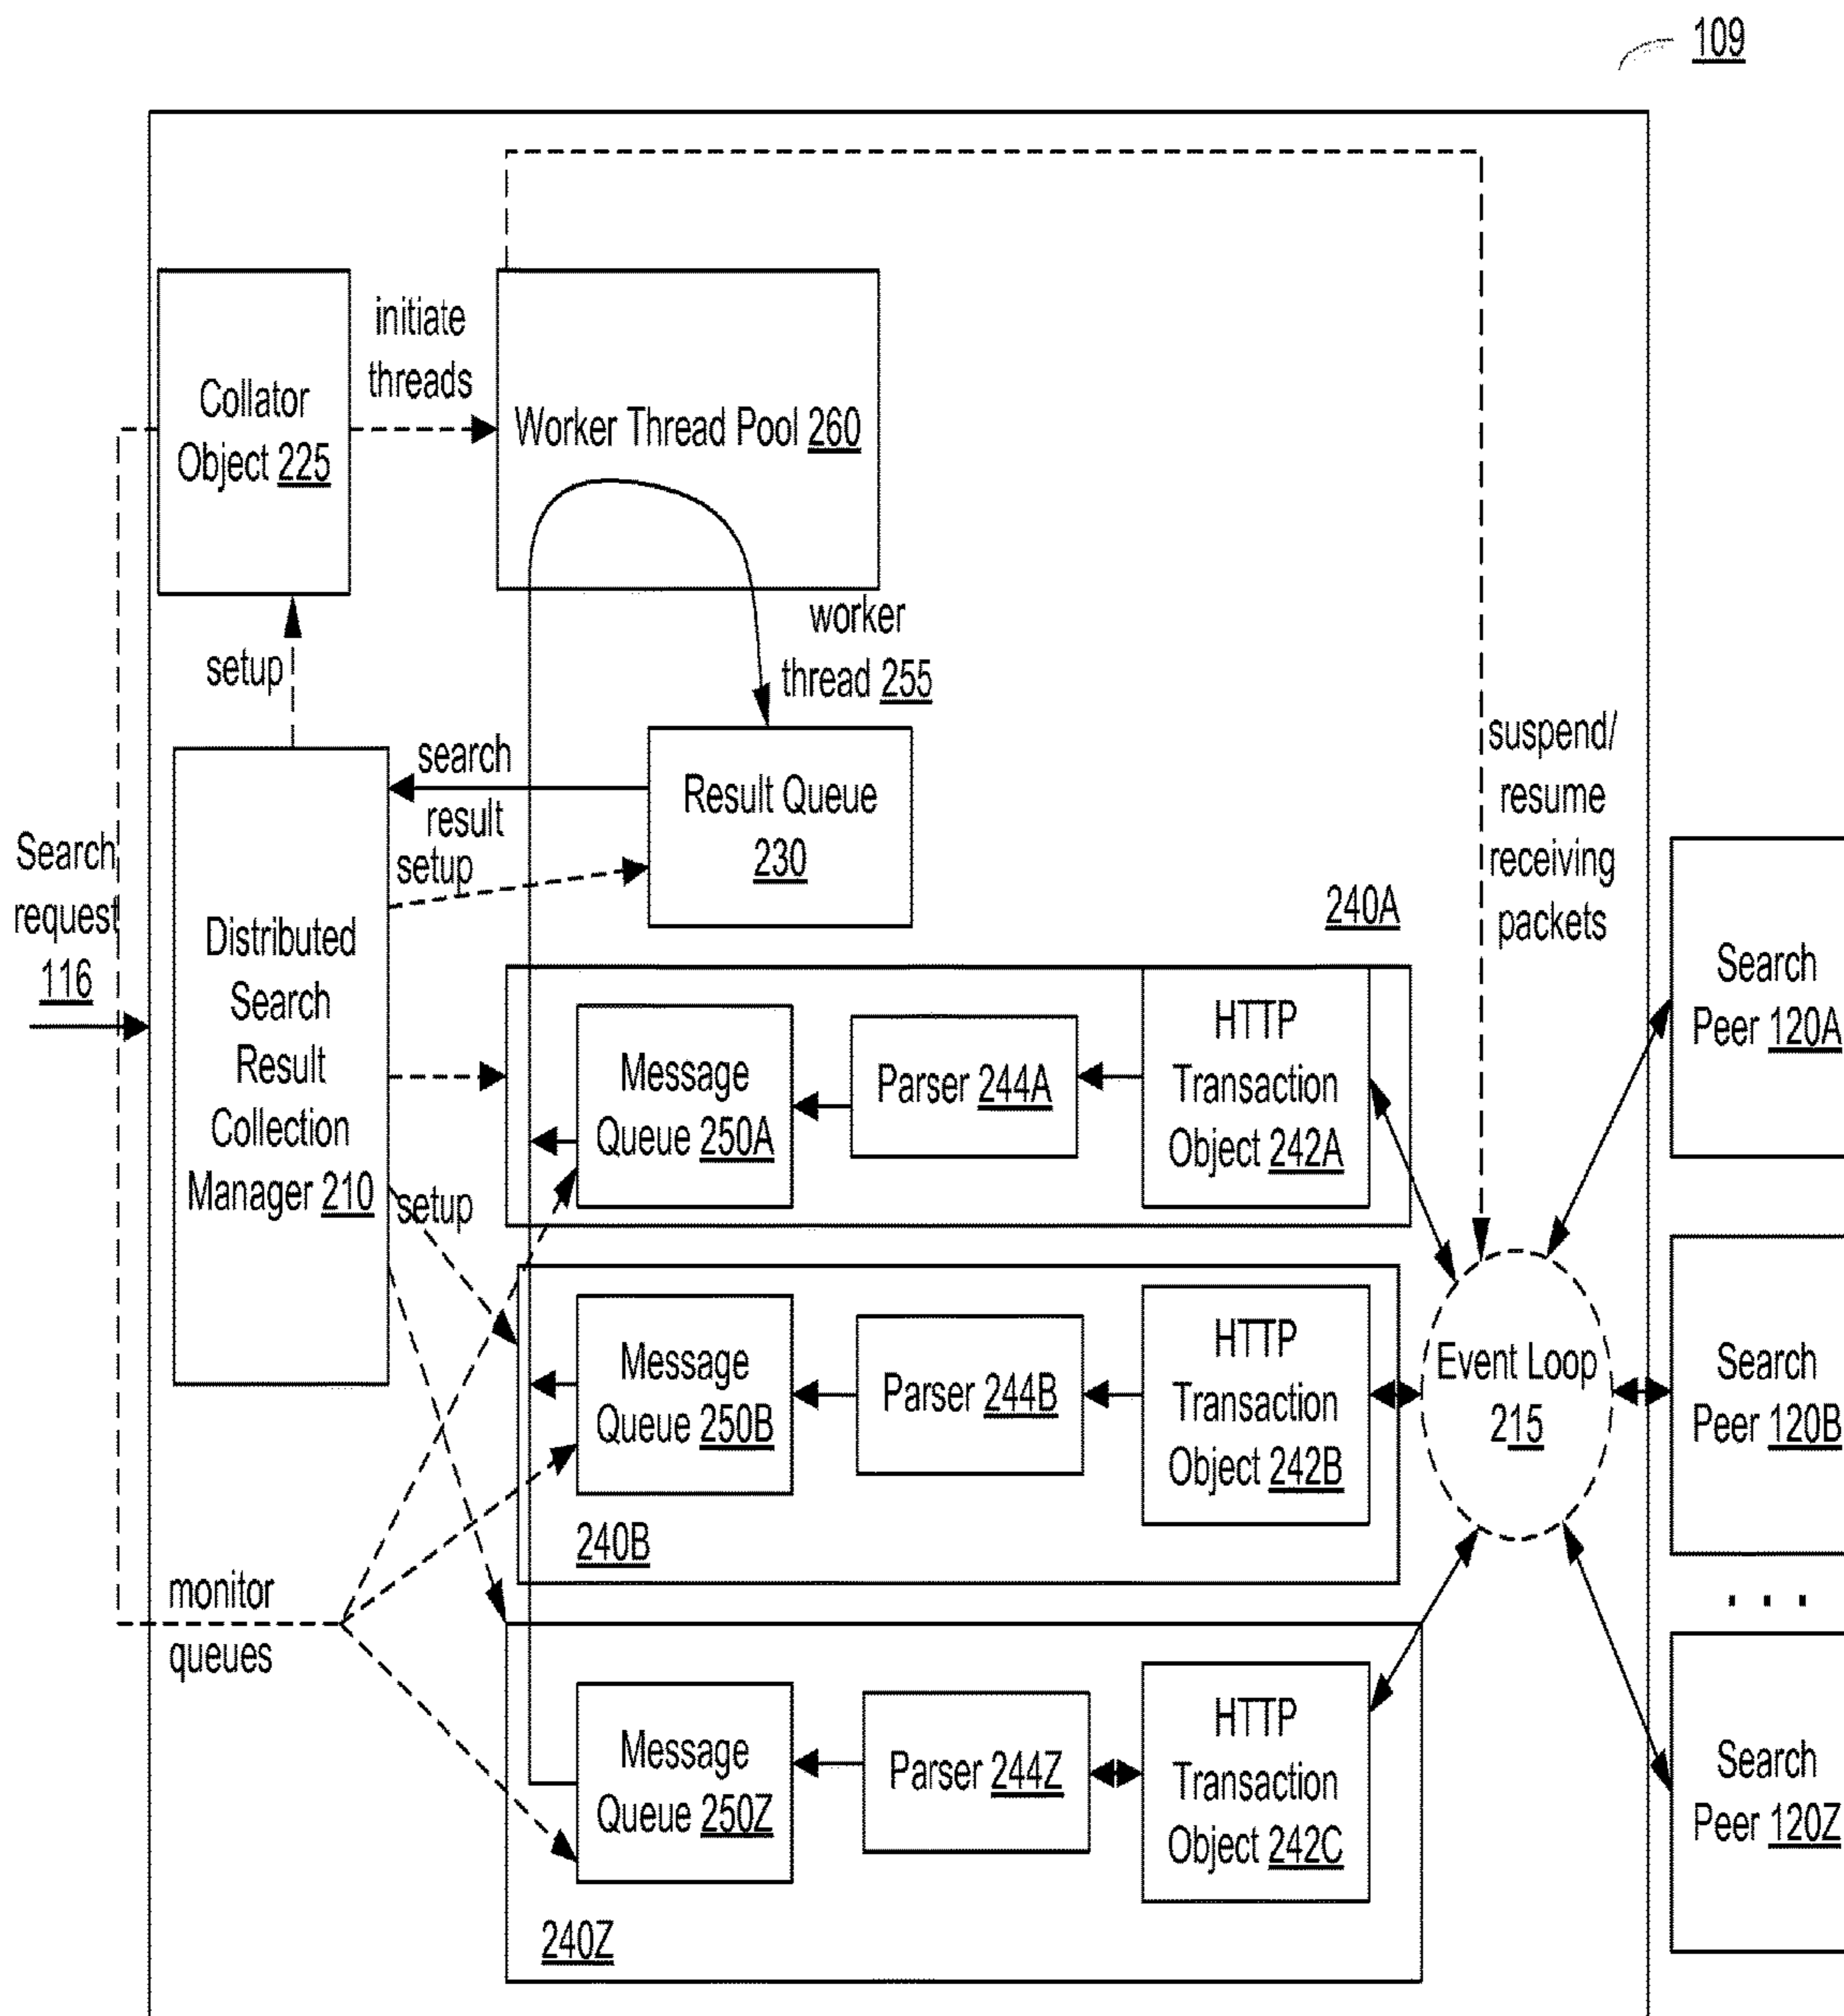 109
Collator
Object 225
initiate
threads
Worker Thread Pool 260
worker
thread 255
setup
search
result
setup
Result Queue
230
suspend/
resume
receiving
packets
Search
request
116
Distributed
Search
Result
Collection
Manager 210
setup
240A
Message
Queue 250A
Parser 244A
HTTP
Transaction
Object 242A
Search
Peer 120A
Message
Queue 250B
Parser 244B
HTTP
Transaction
Object 242B
240B
Event Loop
215
Search
Peer 120B
. . .
monitor
queues
Message
Queue 250Z
Parser 244Z
HTTP
Transaction
Object 242C
240Z
Search
Peer 120Z